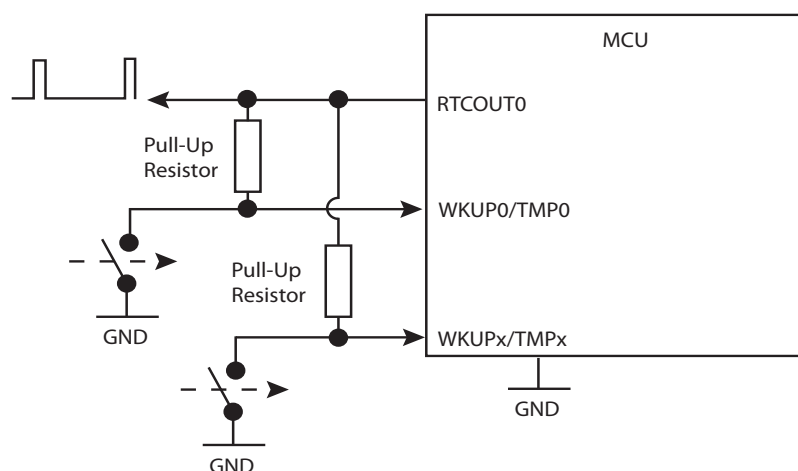 MCU
RTCOUT0
Pull-Up
Resistor
WKUP0/TMP0
Pull-Up
Resistor
GND
WKUPx/TMPx
GND
GND